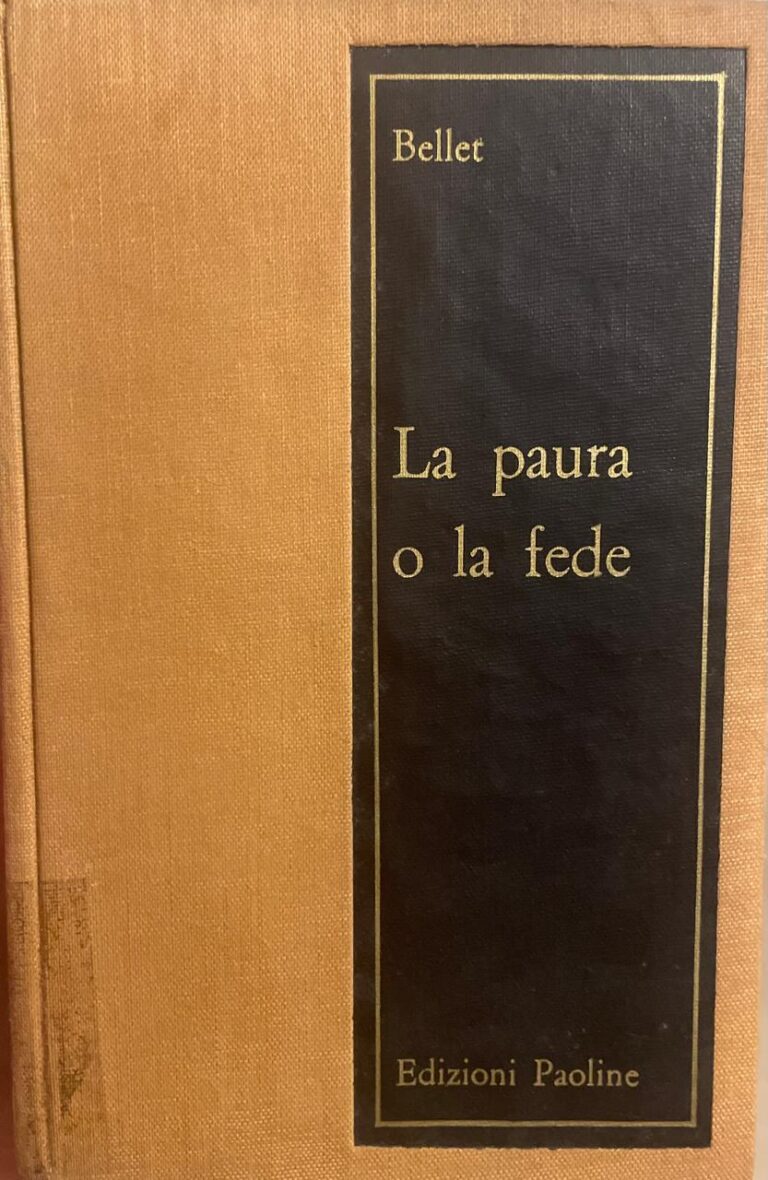 Bellet
La paura
o la fede
Edizioni Paoline